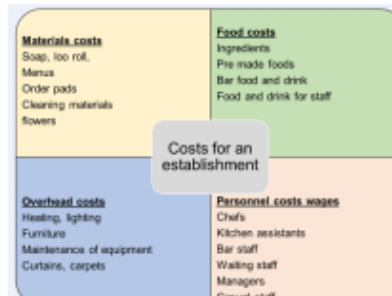 Materials costs
Soap, loo roll,
Menus
Order pads
Cleaning materials
flowers
Food costs
Ingredients
Pre made foods
Bar food and drink
Food and drink for staff
Costs for an
establishment
Overhead costs
Heating, lighting
Furniture
Maintenance of equipment
Curtains, carpets
Personnel costs wages
Chefs
Kitchen assistants
Bar staff
Waiting staff
Managers